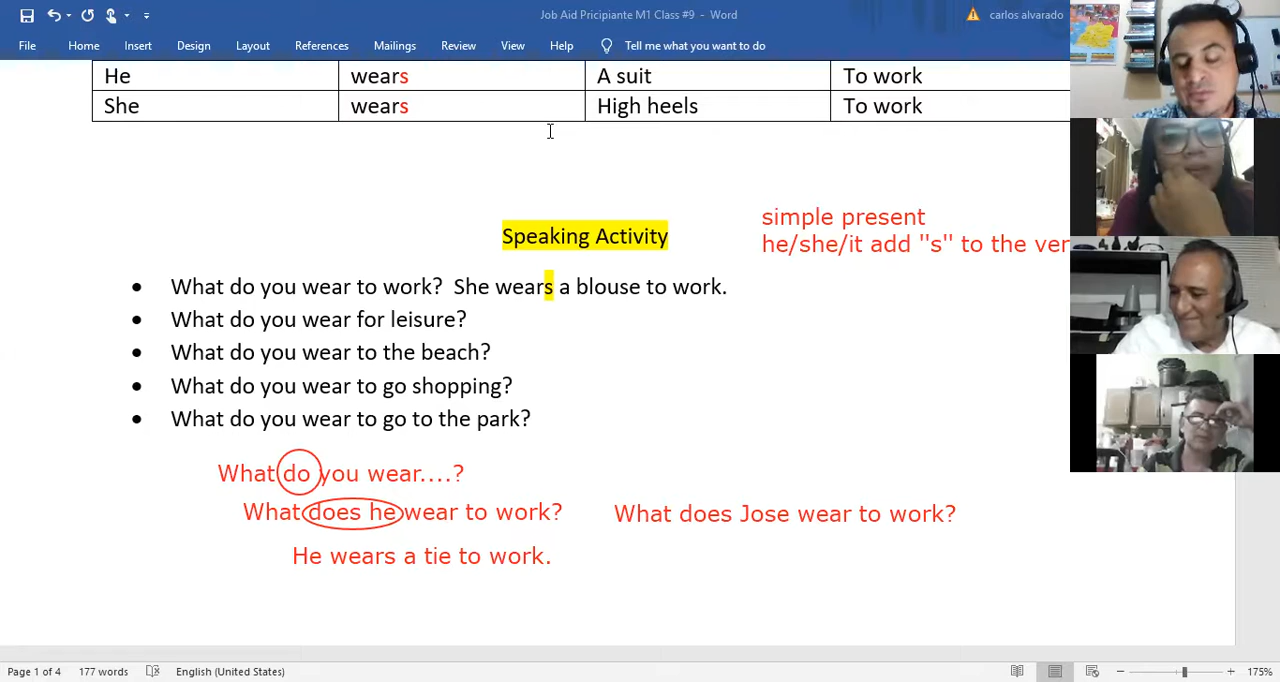 Job Aid Pricipiante M1 Class #9 - Word
carlos alvarado
File Home Insert Design Layout References Mailings Review View Help Tell me what you want to do
He wears A suit To work
She wears High heels To work
simple present
Speaking Activity
he/she/it add "s" to the ver
• What do you wear to work? She wears a blouse to work.
• What do you wear for leisure?
• What do you wear to the beach?
• What do you wear to go shopping?
• What do you wear to go to the park?
What do you wear....?
What does he wear to work? What does Jose wear to work?
He wears a tie to work.
Page 1 of 4 177 words English (United States) 175%